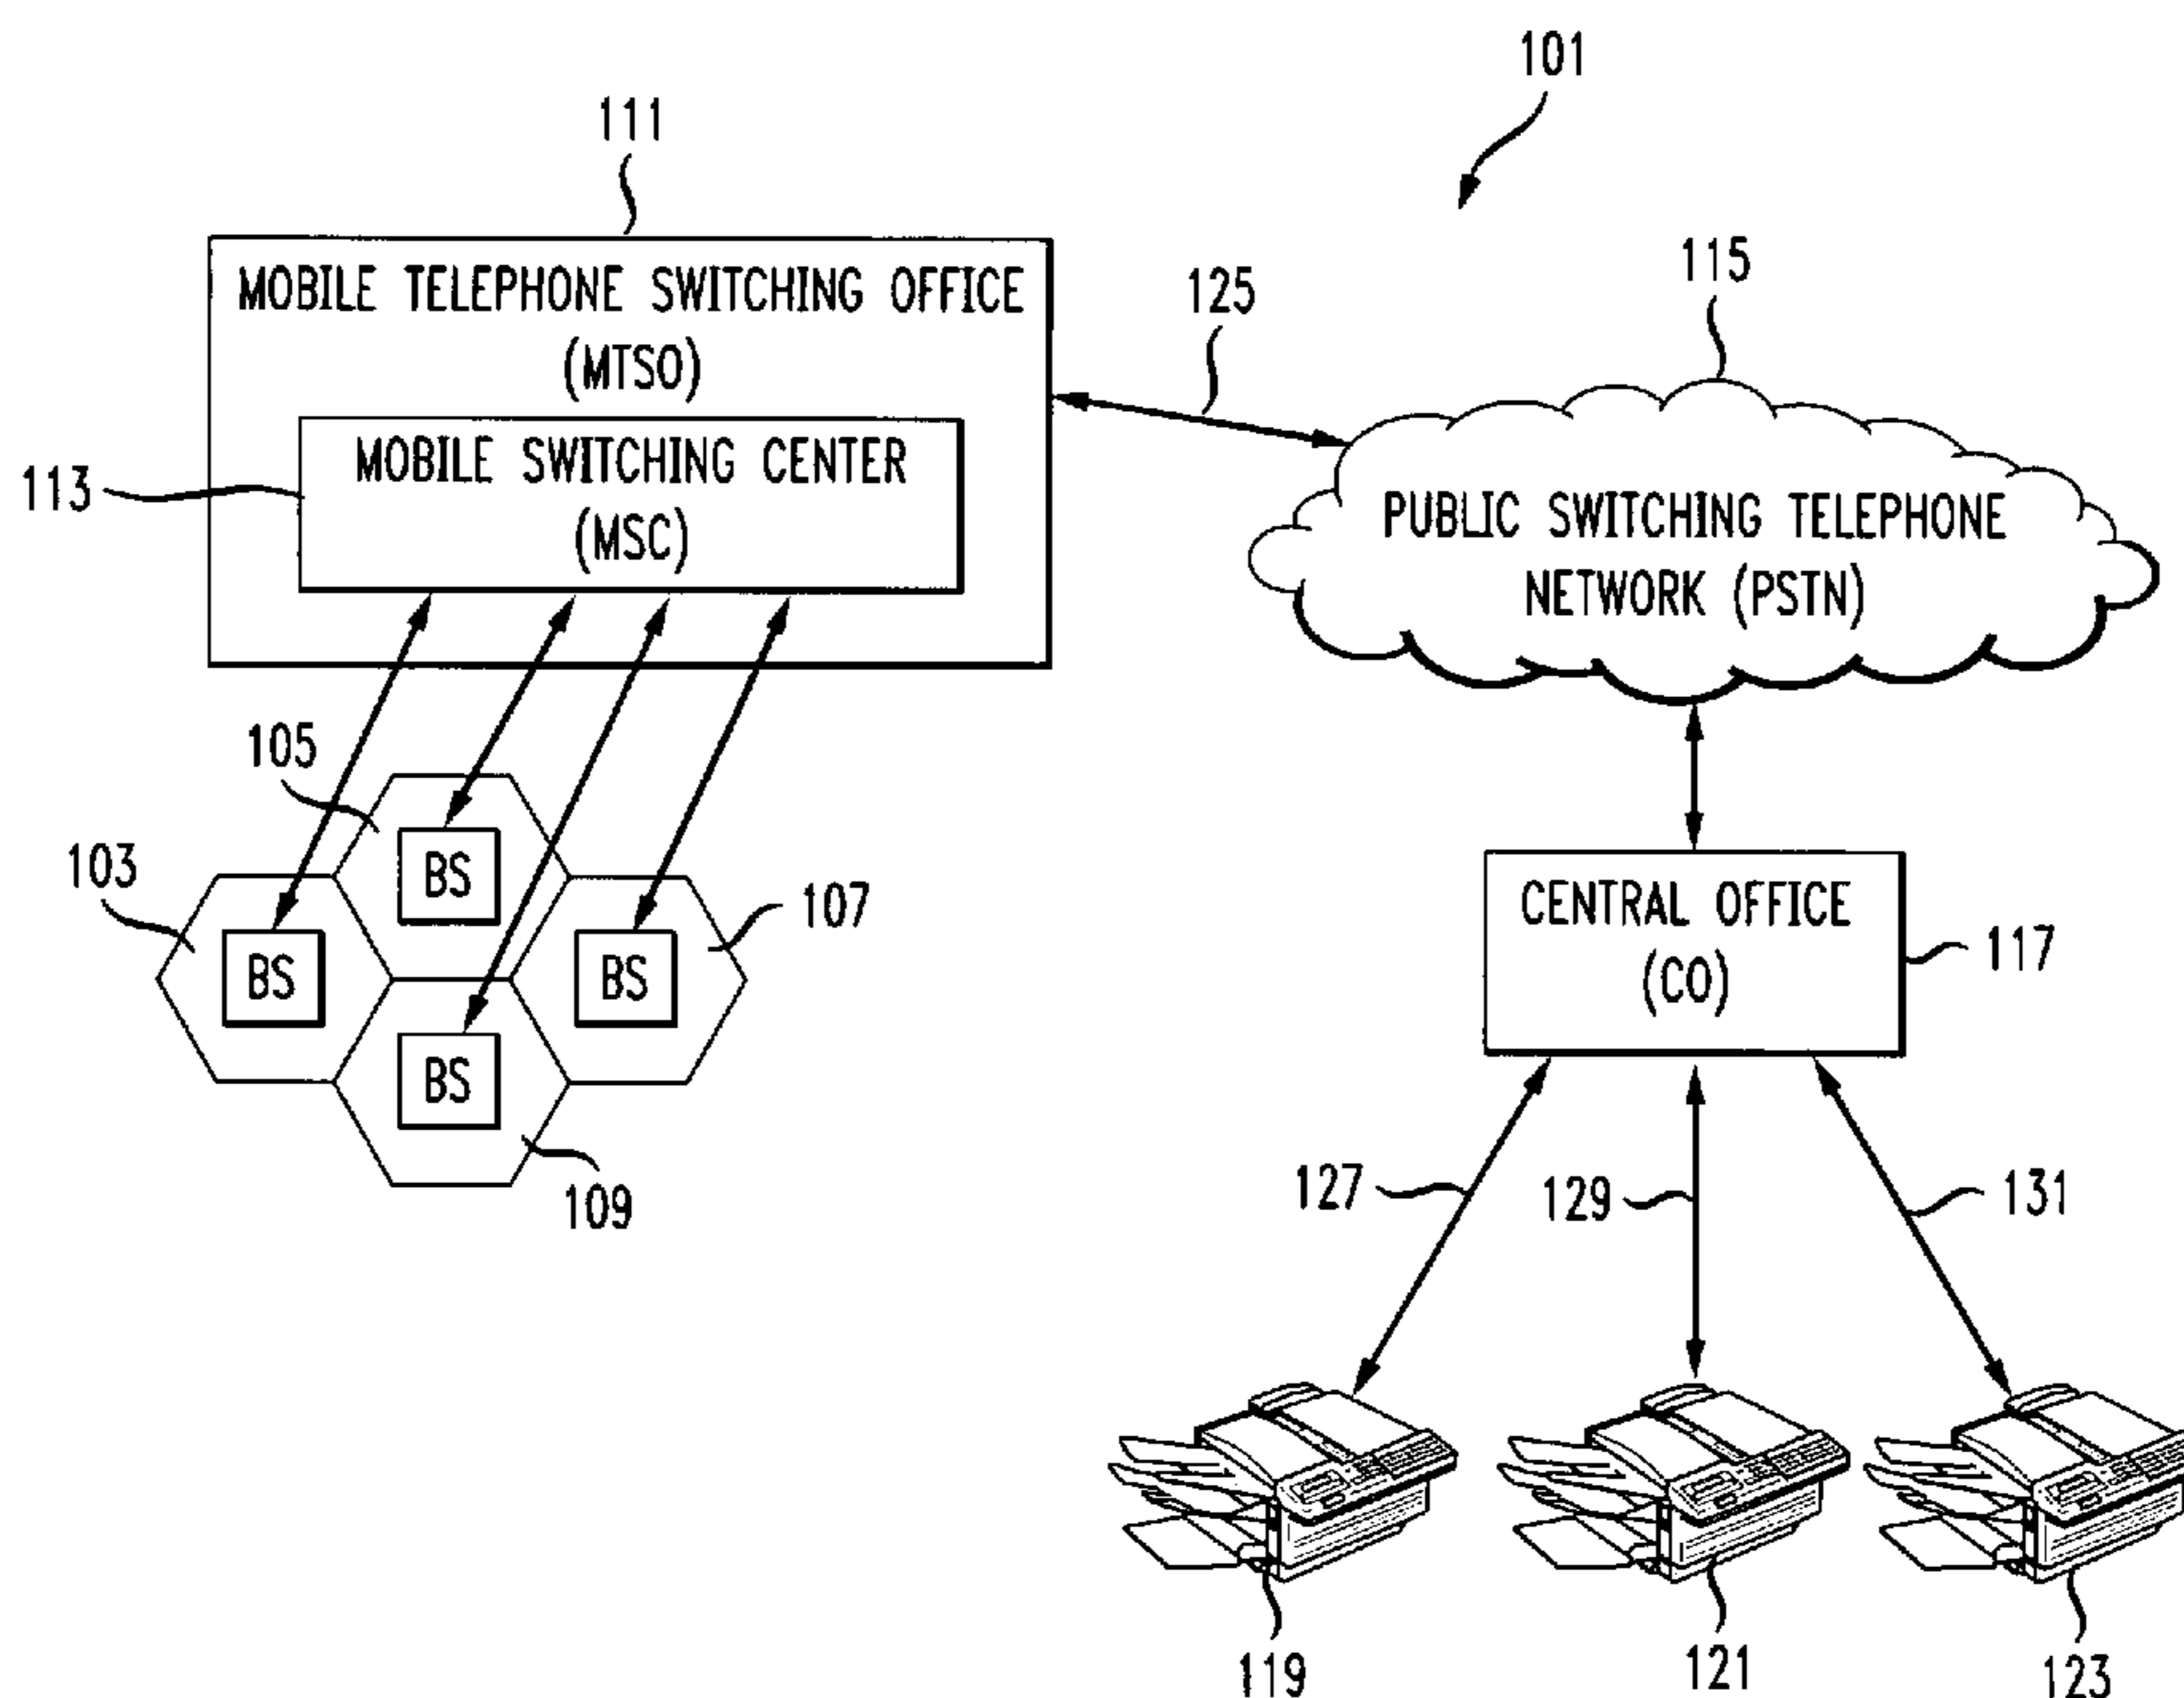 101
111
MOBILE TELEPHONE SWITCHING OFFICE
(MTSO)
113
MOBILE SWITCHING CENTER
(MSC)
125
115
PUBLIC SWITCHING TELEPHONE
NETWORK (PSTN)
105
103
BS
BS
BS
BS
107
109
CENTRAL OFFICE
(CO)
117
127
129
131
119
121
123